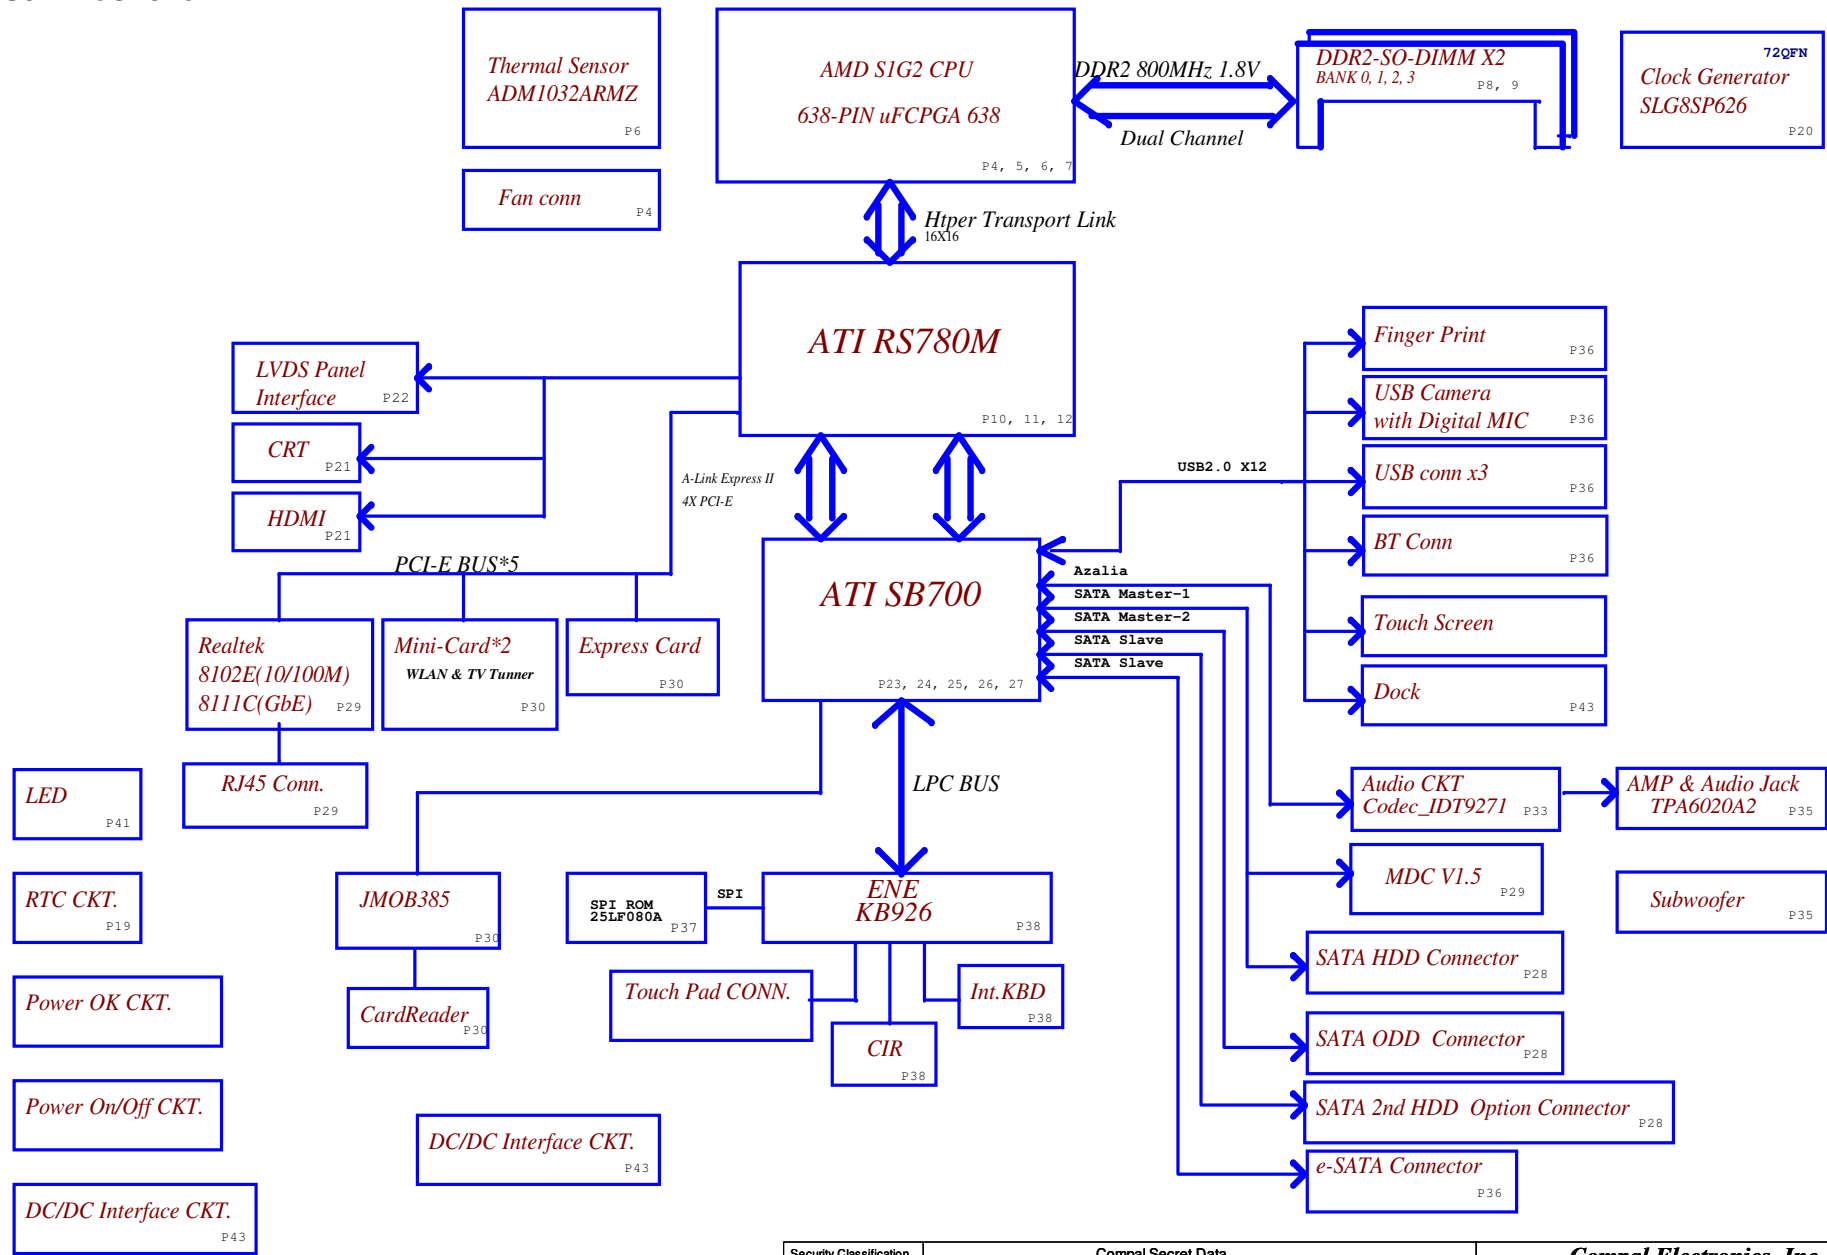 Thermal Sensor
ADM1032ARMZ
P6
Fan conn
P4
AMD S1G2 CPU
638-PIN uFCPGA 638
P4, 5, 6, 7
DDR2 800MHz 1.8V
Dual Channel
DDR2-SO-DIMM X2
BANK 0, 1, 2, 3
P8, 9
72QFN
Clock Generator
SLG8SP626
P20
Htper Transport Link
16X16
ATI RS780M
P10, 11, 12
LVDS Panel
Interface
P22
CRT
P21
HDMI
P21
A-Link Express II
4X PCI-E
PCI-E BUS*5
Realtek
8102E(10/100M)
8111C(GbE)
P29
Mini-Card*2
WLAN & TV Tunner
P30
Express Card
P30
RJ45 Conn.
P29
ATI SB700
P23, 24, 25, 26, 27
USB2.0 X12
Azalia
SATA Master-1
SATA Master-2
SATA Slave
SATA Slave
Finger Print
P36
USB Camera
with Digital MIC
P36
USB conn x3
P36
BT Conn
P36
Touch Screen
Dock
P43
LPC BUS
Audio CKT
Codec_IDT9271
P33
AMP & Audio Jack
TPA6020A2
P35
MDC V1.5
P29
Subwoofer
P35
LED
P41
RTC CKT.
P19
Power OK CKT.
Power On/Off CKT.
DC/DC Interface CKT.
P43
JMOB385
P30
CardReader
P30
SPI ROM
25LF080A
P37
SPI
ENE
KB926
P38
Touch Pad CONN.
CIR
P38
Int.KBD
P38
DC/DC Interface CKT.
P43
SATA HDD Connector
P28
SATA ODD Connector
P28
SATA 2nd HDD Option Connector
P28
e-SATA Connector
P36
Security Classification
Compal Secret Data
Compal Electronics, Inc